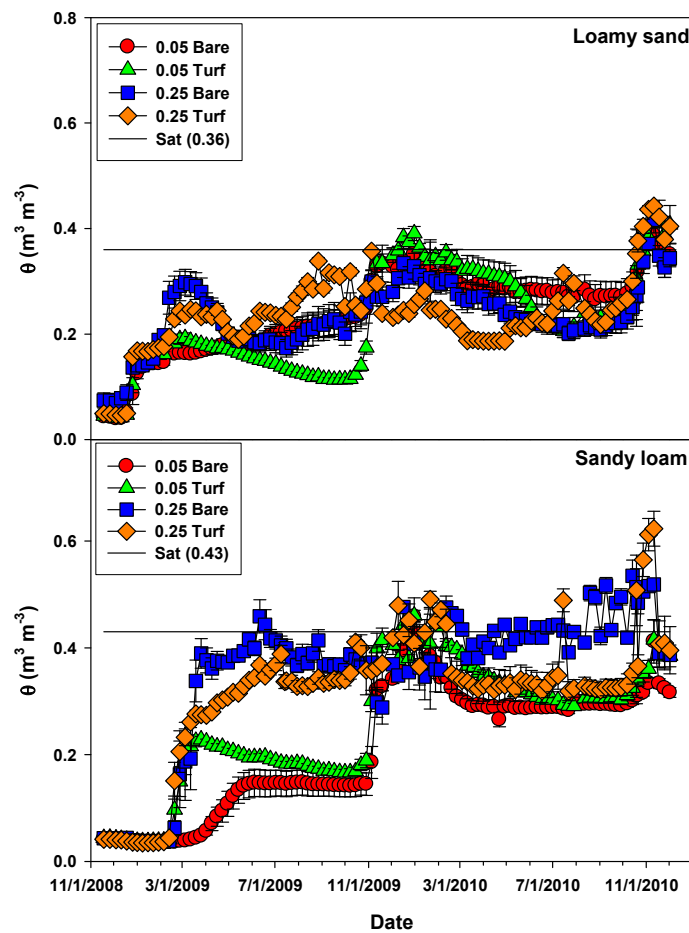 0.8
Loamy sand
0.05 Bare
0.05 Turf
0.25 Bare
0.25 Turf
Sat (0.36)
0.6
θ (m³ m⁻³)
0.4
0.2
0.0
Sandy loam
0.05 Bare
0.05 Turf
0.25 Bare
0.25 Turf
Sat (0.43)
0.6
θ (m³ m⁻³)
0.4
0.2
0.0
11/1/2008 3/1/2009 7/1/2009 11/1/2009 3/1/2010 7/1/2010 11/1/2010
Date